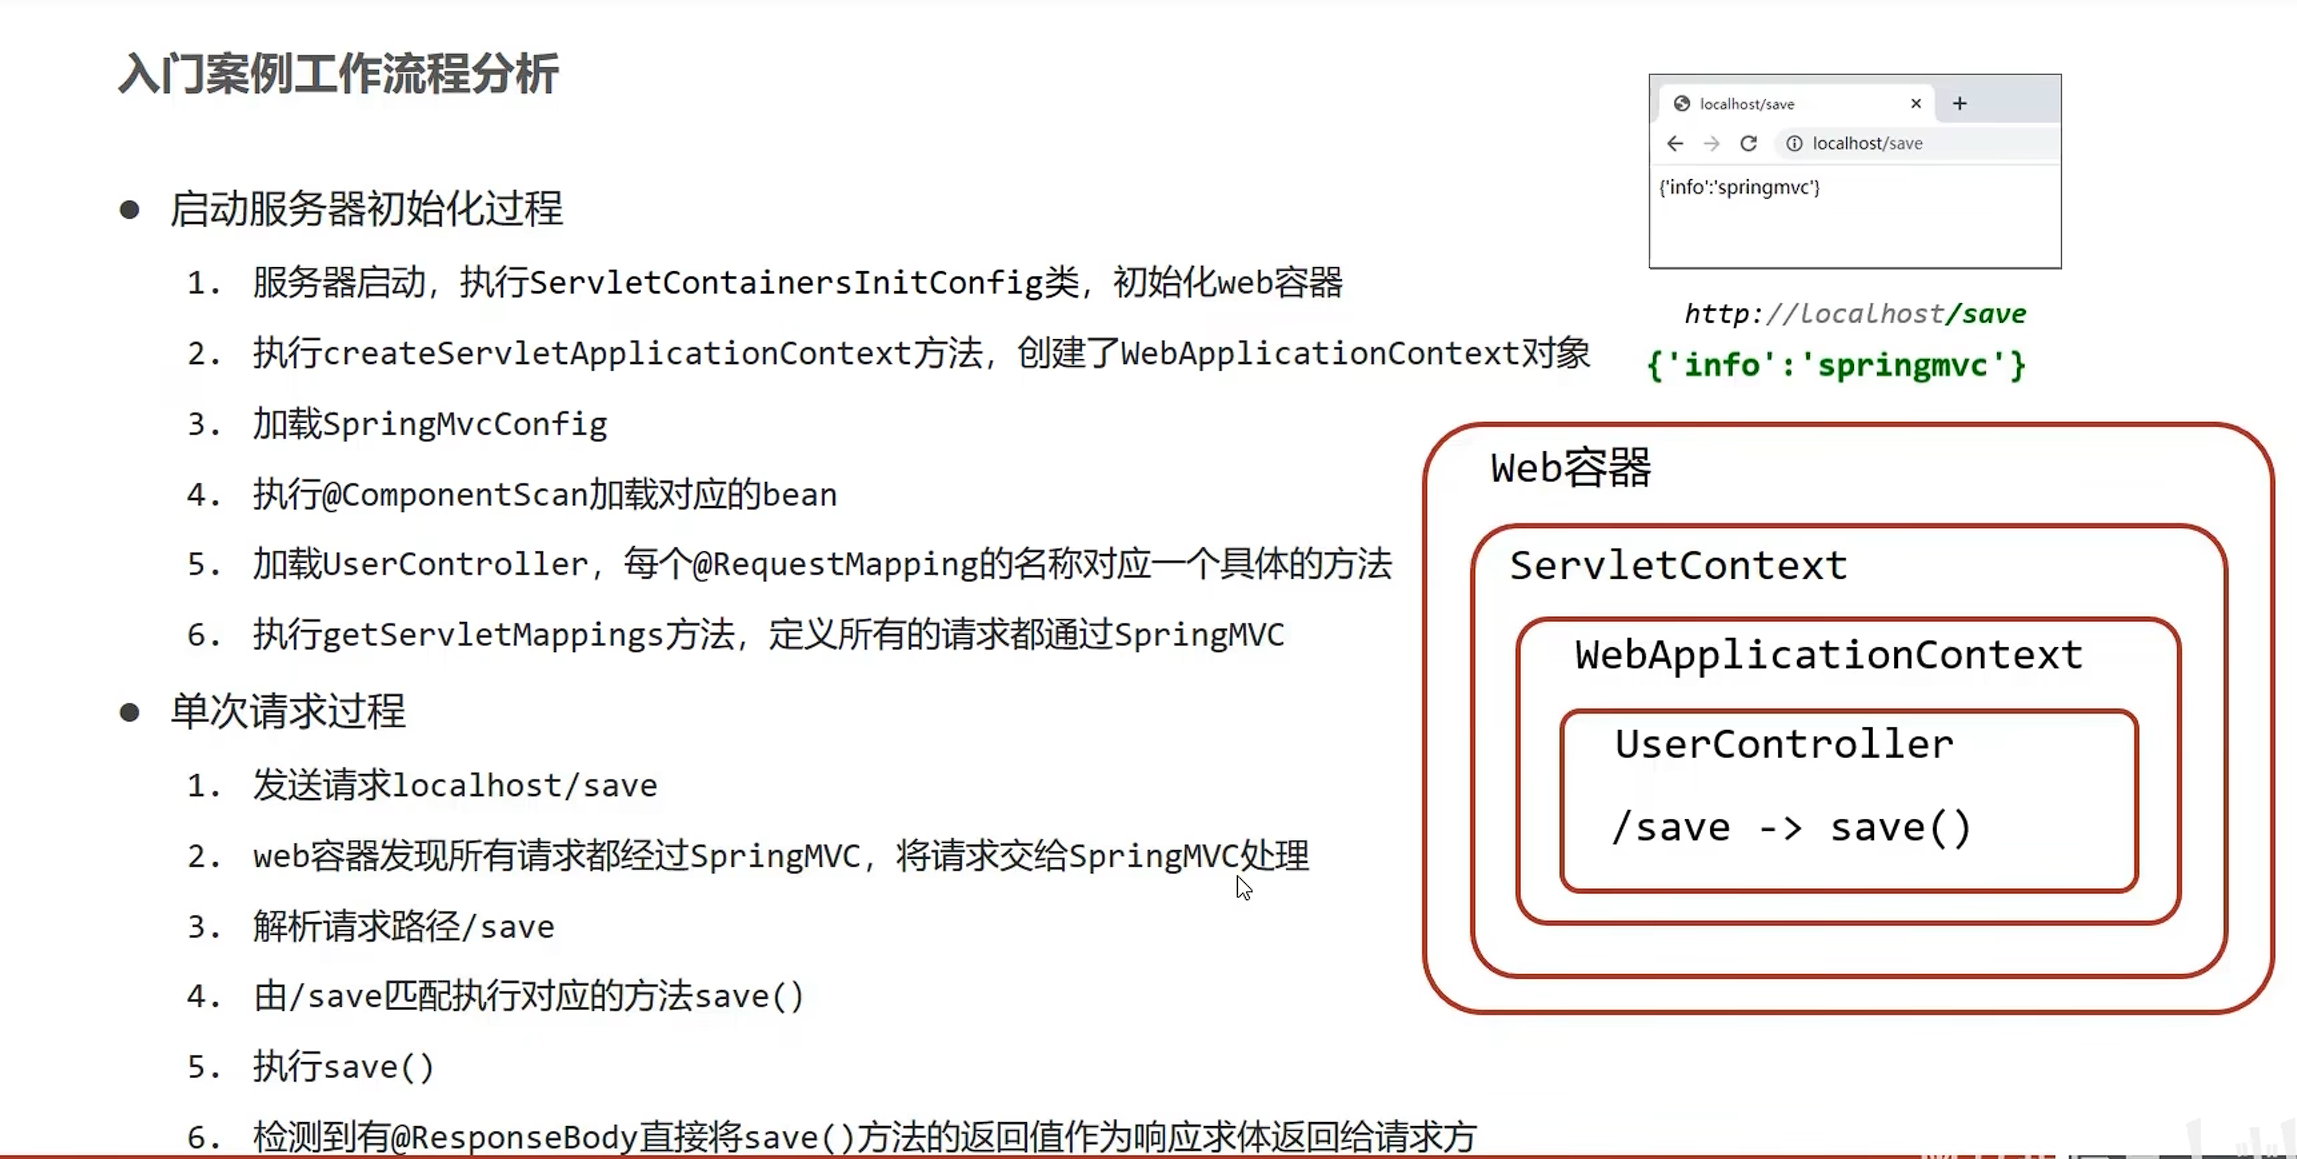 入门案例工作流程分析
● 启动服务器初始化过程
1. 服务器启动，执行ServletContainersInitConfig类，初始化web容器
2. 执行createServletApplicationContext方法，创建了WebApplicationContext对象
3. 加载SpringMvcConfig
4. 执行@ComponentScan加载对应的bean
5. 加载UserController，每个@RequestMapping的名称对应一个具体的方法
6. 执行getServletMappings方法，定义所有的请求都通过SpringMVC
● 单次请求过程
1. 发送请求localhost/save
2. web容器发现所有请求都经过SpringMVC，将请求交给SpringMVC处理
3. 解析请求路径/save
4. 由/save匹配执行对应的方法save()
5. 执行save()
6. 检测到有@ResponseBody直接将save()方法的返回值作为响应求体返回给请求方
localhost/save
localhost/save
{'info':'springmvc'}
http://localhost/save
{'info':'springmvc'}
Web容器
ServletContext
WebApplicationContext
UserController
/save -> save()